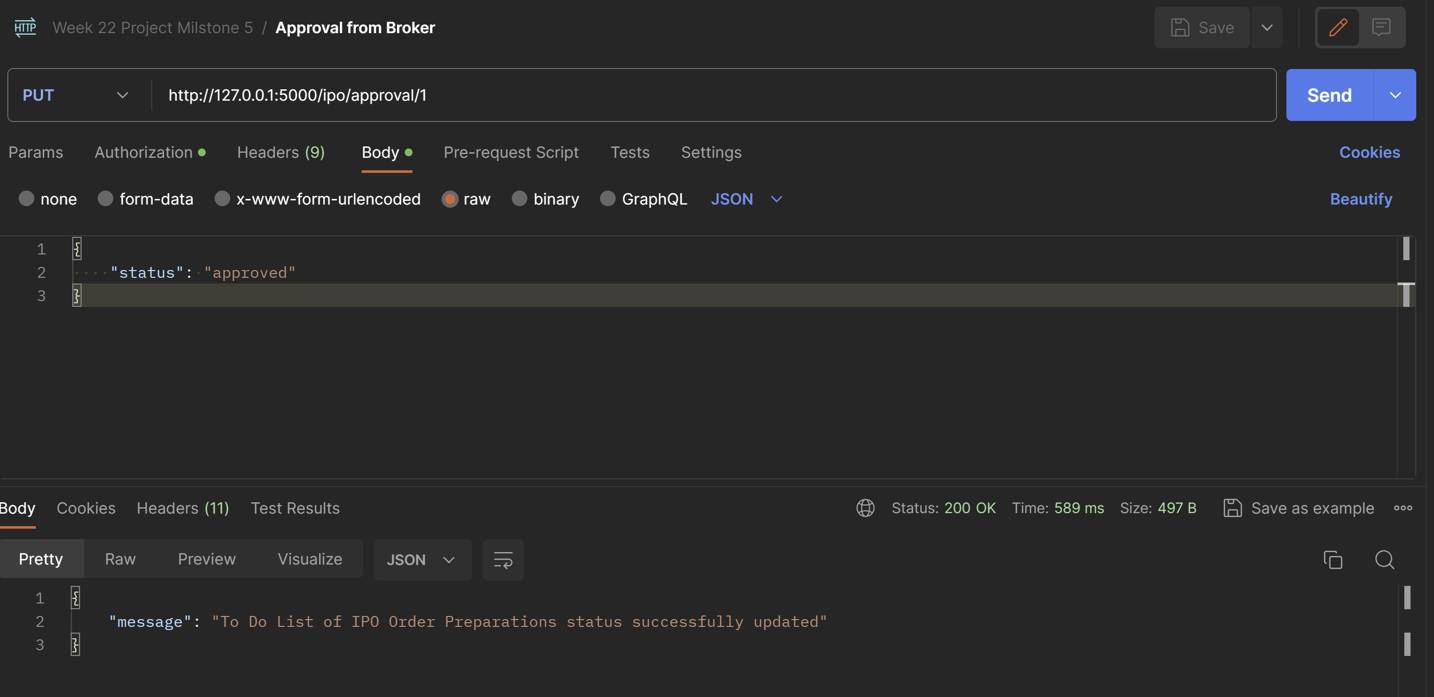 HTTP Week 22 Project Milstone 5 / Approval from Broker Save
PUT http://127.0.0.1:5000/ipo/approval/1 Send
Params Authorization Headers (9) Body Pre-request Script Tests Settings Cookies
none form-data x-www-form-urlencoded raw binary GraphQL JSON Beautify
1 {
2 ····"status":·"approved"
3 }
Body Cookies Headers (11) Test Results Status: 200 OK Time: 589 ms Size: 497 B Save as example
Pretty Raw Preview Visualize JSON
1 {
2 "message": "To Do List of IPO Order Preparations status successfully updated"
3 }